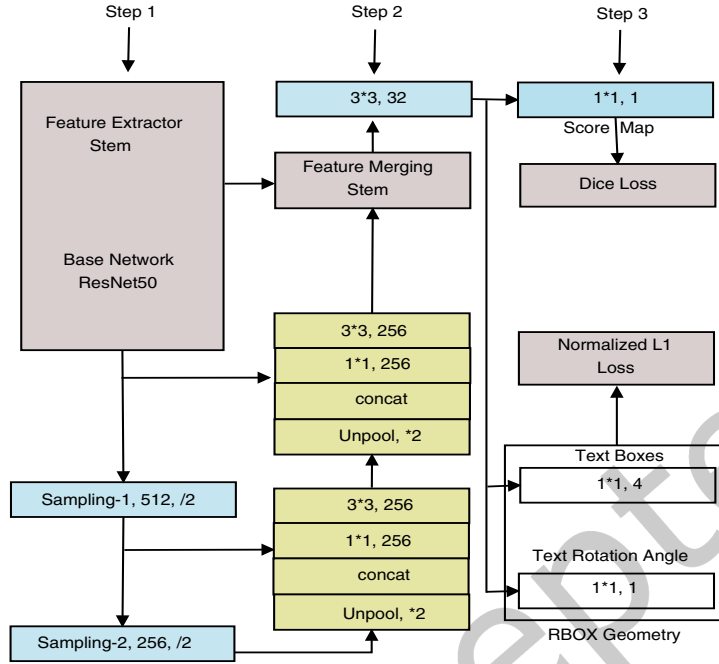 Step 1
Step 2
Step 3
Feature Extractor
Stem
Base Network
ResNet50
Sampling-1, 512, /2
Sampling-2, 256, /2
3*3, 32
Feature Merging
Stem
3*3, 256
1*1, 256
concat
Unpool, *2
3*3, 256
1*1, 256
concat
Unpool, *2
1*1, 1
Score Map
Dice Loss
Normalized L1
Loss
Text Boxes
1*1, 4
Text Rotation Angle
1*1, 1
RBOX Geometry